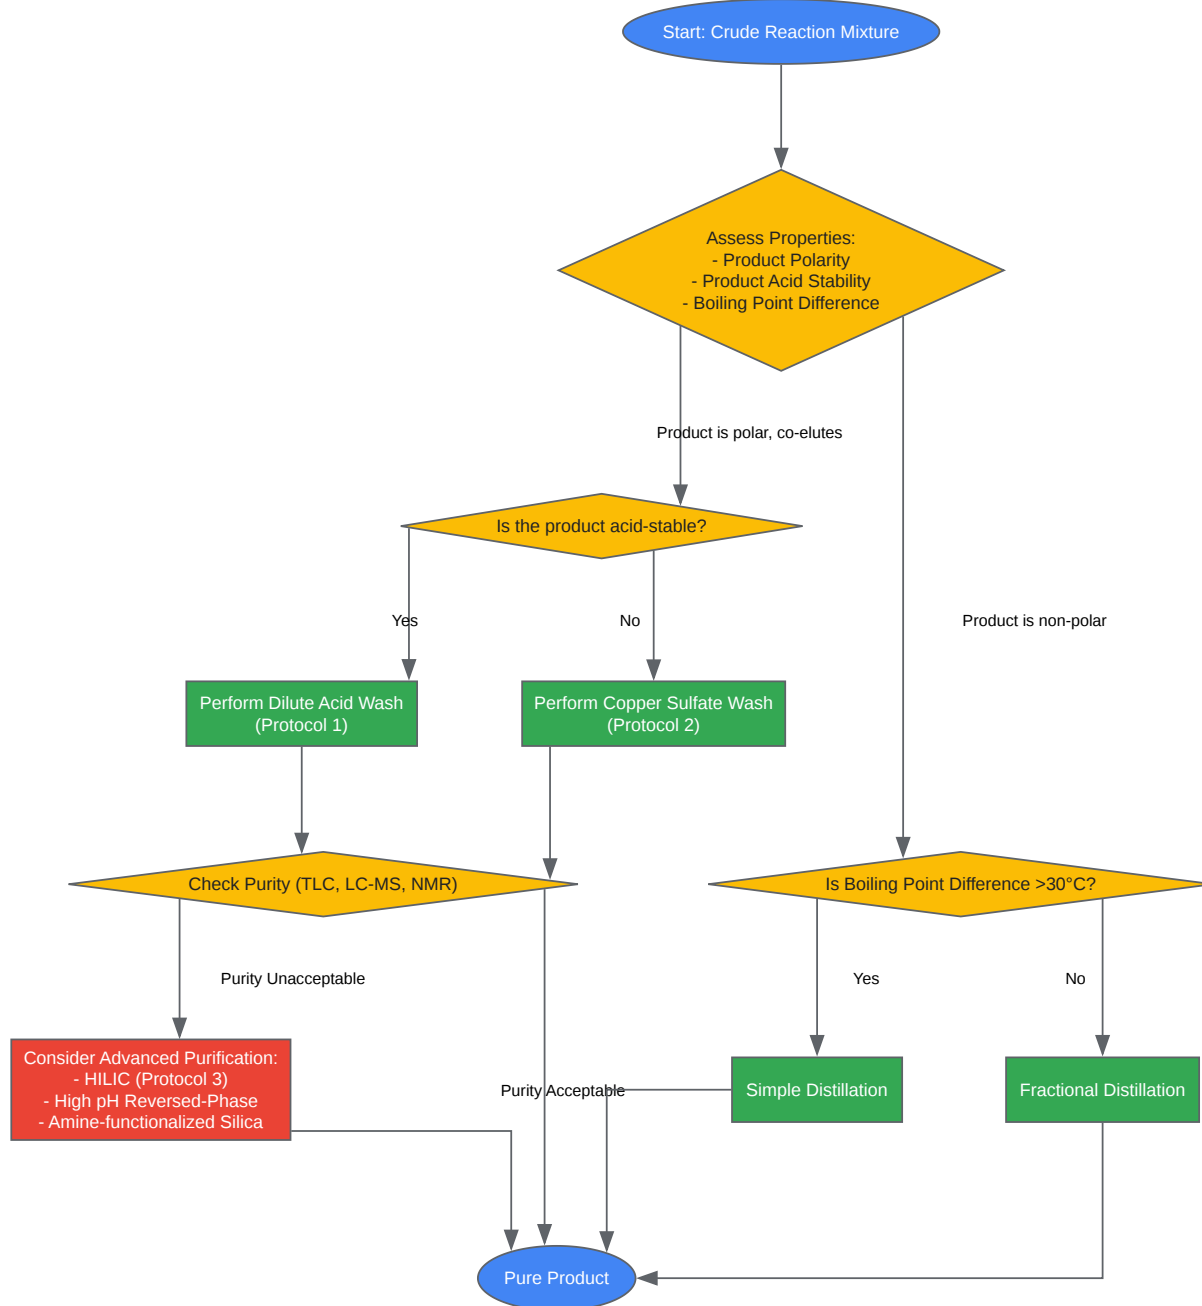 Start: Crude Reaction Mixture
Assess Properties:
- Product Polarity
- Product Acid Stability
- Boiling Point Difference
Product is polar, co-elutes
Is the product acid-stable?
Yes
No
Product is non-polar
Perform Dilute Acid Wash
(Protocol 1)
Perform Copper Sulfate Wash
(Protocol 2)
Check Purity (TLC, LC-MS, NMR)
Is Boiling Point Difference >30°C?
Purity Unacceptable
Yes
No
Consider Advanced Purification:
- HILIC (Protocol 3)
- High pH Reversed-Phase
- Amine-functionalized Silica
Purity Acceptable
Simple Distillation
Fractional Distillation
Pure Product